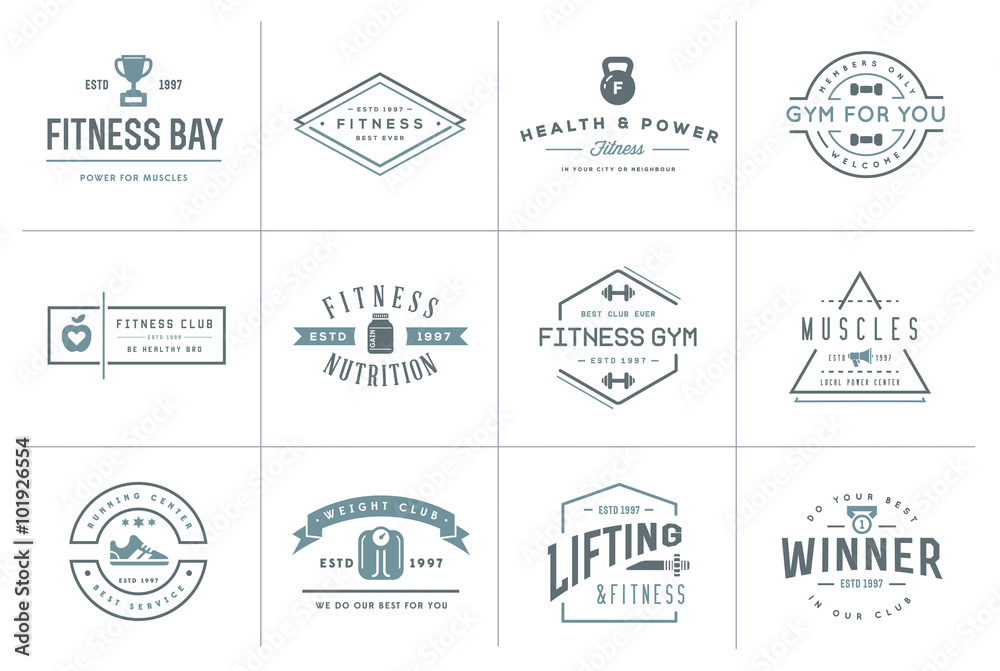 ESTD 1997
FITNESS BAY
POWER FOR MUSCLES
ESTD 1997
FITNESS
BEST EVER
F
HEALTH & POWER
Fitness
IN YOUR CITY OR NEIGHBOUR
MEMBERS ONLY
GYM FOR YOU
WELCOME
FITNESS CLUB
ESTD 1999
BE HEALTHY BRO
FITNESS
ESTD GAIN 1997
NUTRITION
BEST CLUB EVER
FITNESS GYM
ESTD 1997
MUSCLES
ESTD 1997
LOCAL POWER CENTER
RUNNING CENTER
ESTD 1997
BEST SERVICE
WEIGHT CLUB
ESTD 1997
WE DO OUR BEST FOR YOU
ESTD 1997
LIFTING
&FITNESS
DO YOUR BEST
1
WINNER
ESTD 1997
IN OUR CLUB
Adobe Stock | #101926554